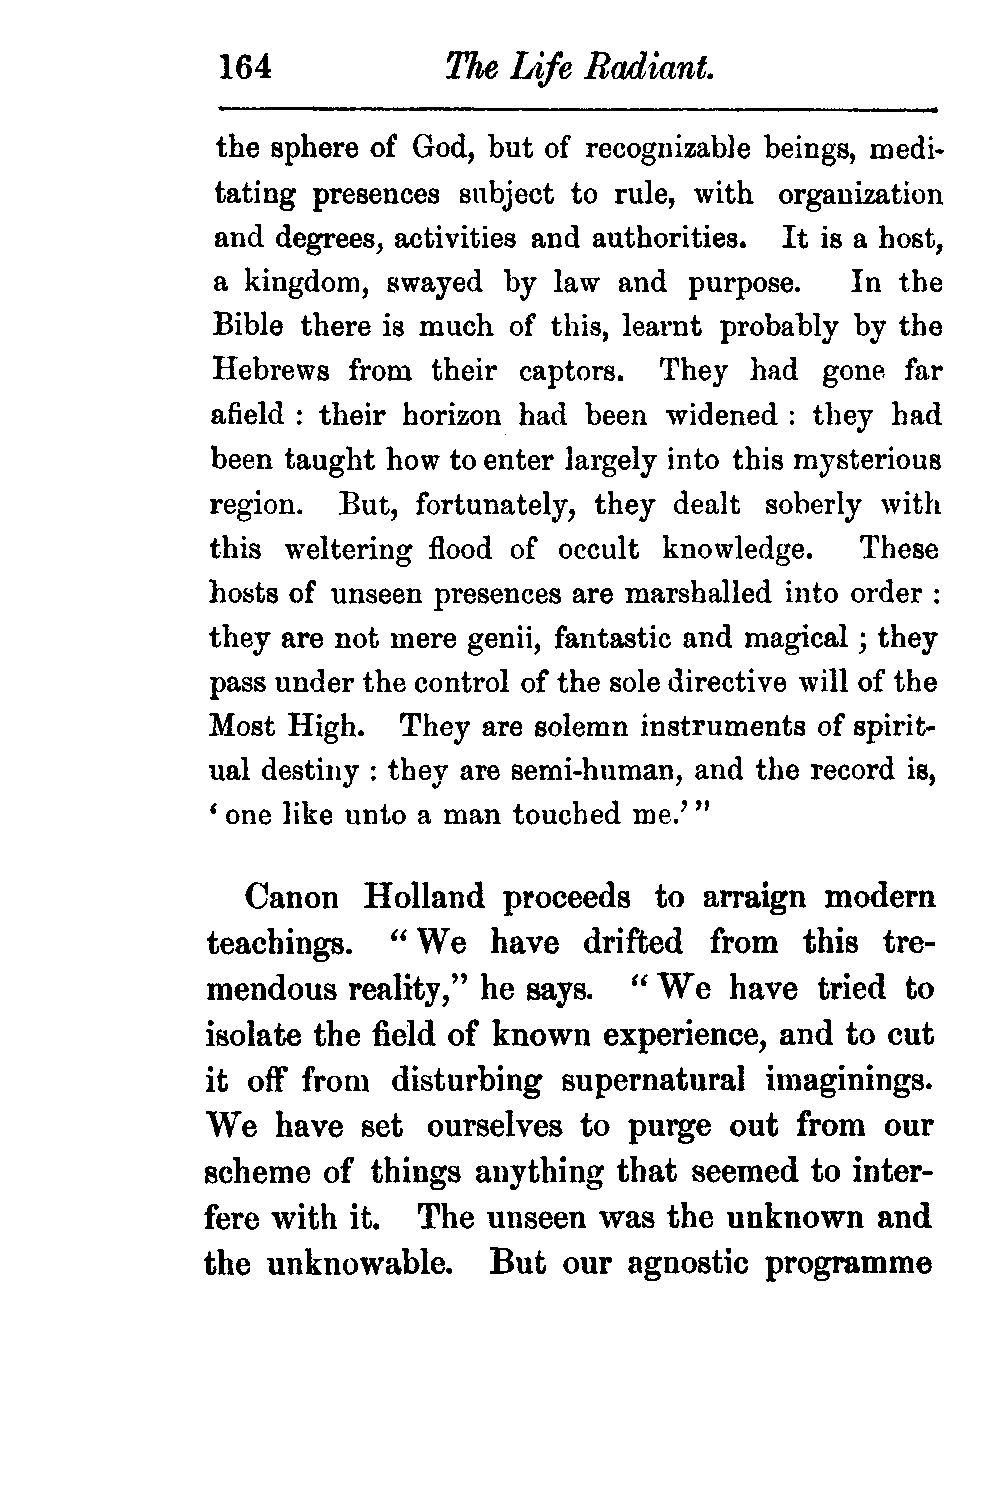 164 The Life Radiant.
the sphere of God, but of recognizable beings, medi-
tating presences subject to rule, with organization
and degrees, activities and authorities. It is a host,
a kingdom, swayed by law and purpose. In the
Bible there is much of this, learnt probably by the
Hebrews from their captors. They had gone far
afield : their horizon had been widened : they had
been taught how to enter largely into this mysterious
region. But, fortunately, they dealt soberly with
this weltering flood of occult knowledge. These
hosts of unseen presences are marshalled into order :
they are not mere genii, fantastic and magical ; they
pass under the control of the sole directive will of the
Most High. They are solemn instruments of spirit-
ual destiny : they are semi-human, and the record is,
‘ one like unto a man touched me.’ ”
Canon Holland proceeds to arraign modern
teachings. “ We have drifted from this tre-
mendous reality,” he says. “ We have tried to
isolate the field of known experience, and to cut
it off from disturbing supernatural imaginings.
We have set ourselves to purge out from our
scheme of things anything that seemed to inter-
fere with it. The unseen was the unknown and
the unknowable. But our agnostic programme